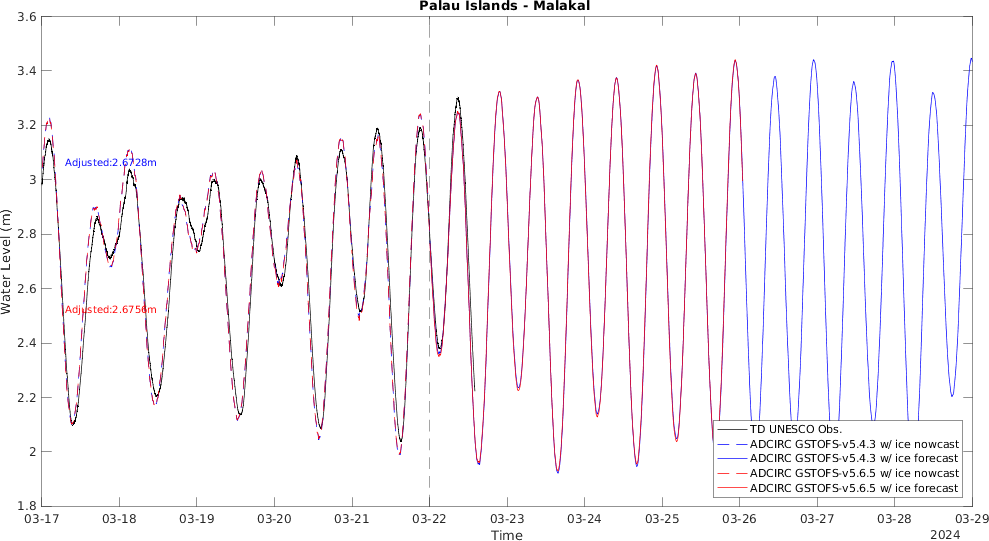 Palau Islands - Malakal
3.6
3.4
3.2
3
2.8
2.6
2.4
2.2
2
1.8
Water Level (m)
Adjusted:2.6728m
Adjusted:2.6756m
TD UNESCO Obs.
ADCIRC GSTOFS-v5.4.3 w/ ice nowcast
ADCIRC GSTOFS-v5.4.3 w/ ice forecast
ADCIRC GSTOFS-v5.6.5 w/ ice nowcast
ADCIRC GSTOFS-v5.6.5 w/ ice forecast
03-17 03-18 03-19 03-20 03-21 03-22 03-23 03-24 03-25 03-26 03-27 03-28 03-29
Time
2024